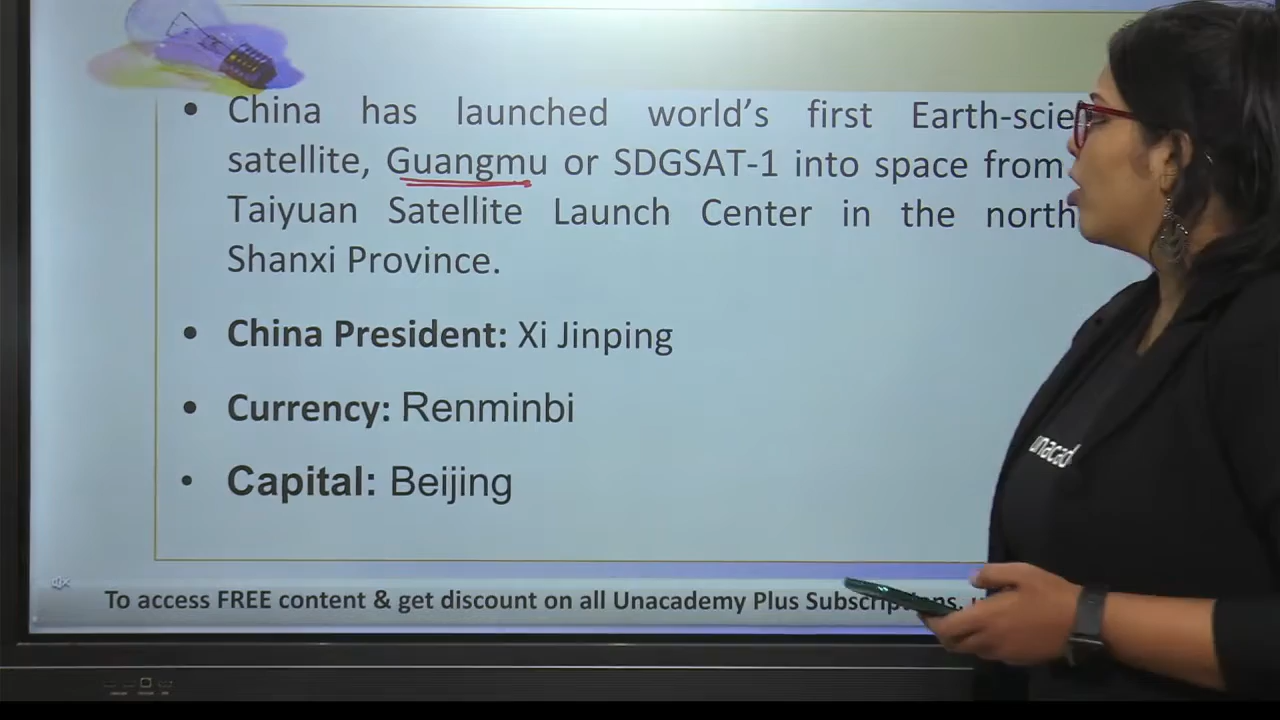 • China has launched world's first Earth-scie
satellite, Guangmu or SDGSAT-1 into space from
Taiyuan Satellite Launch Center in the north
Shanxi Province.
• China President: Xi Jinping
• Currency: Renminbi
• Capital: Beijing
To access FREE content & get discount on all Unacademy Plus Subscriptions.
unacad